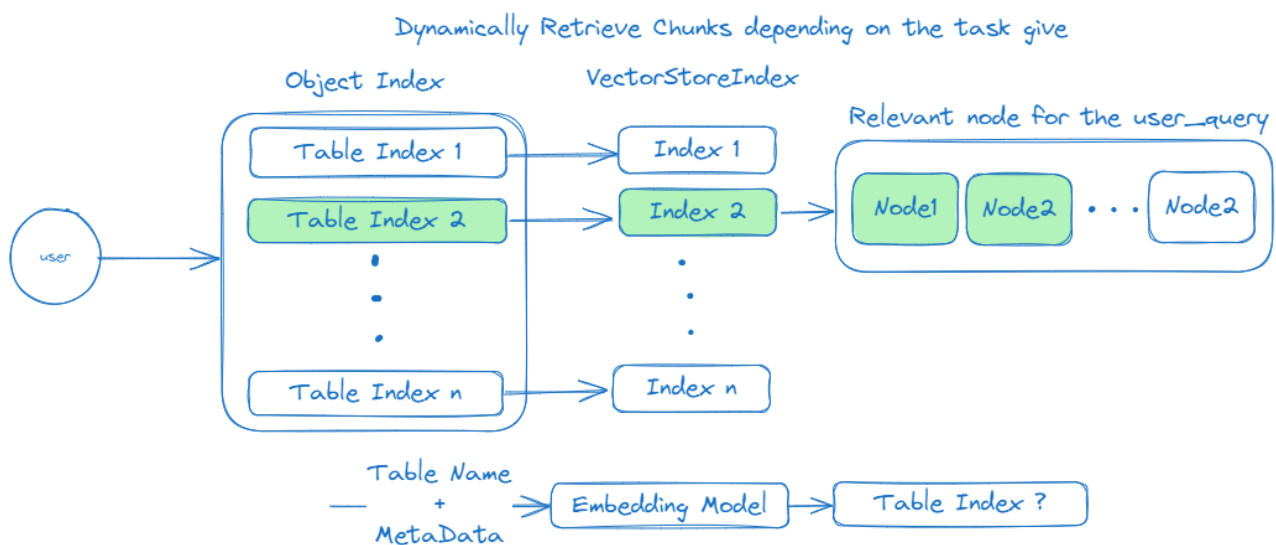 Dynamically Retrieve Chunks depending on the task give
Object Index
VectorStoreIndex
Relevant node for the user_query
Table Index 1
Index 1
Table Index 2
Index 2
Node1
Node2
Node2
user
Table Index n
Index n
Table Name
+
MetaData
Embedding Model
Table Index ?